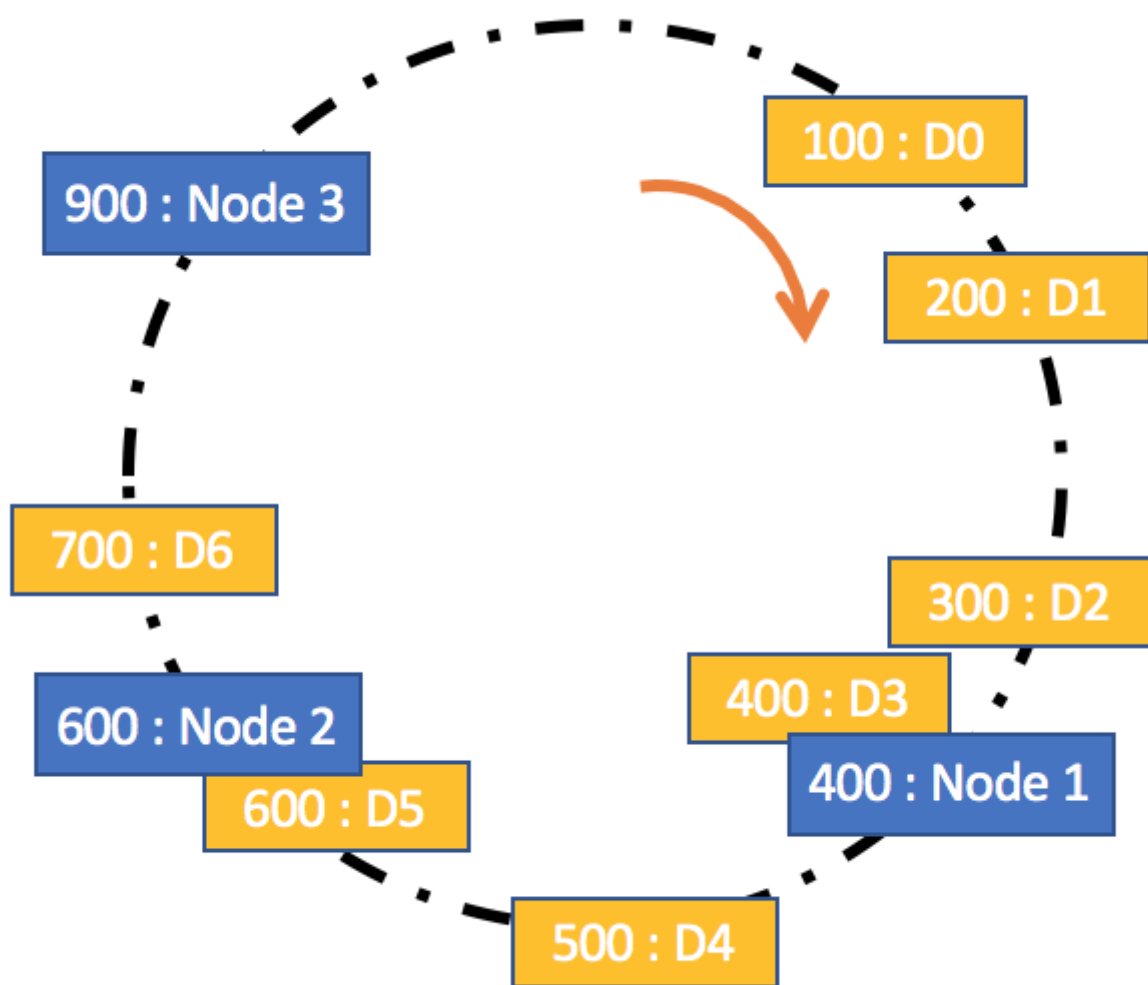 100 : D0
900 : Node 3
200 : D1
700 : D6
300 : D2
400 : D3
600 : Node 2
400 : Node 1
600 : D5
500 : D4